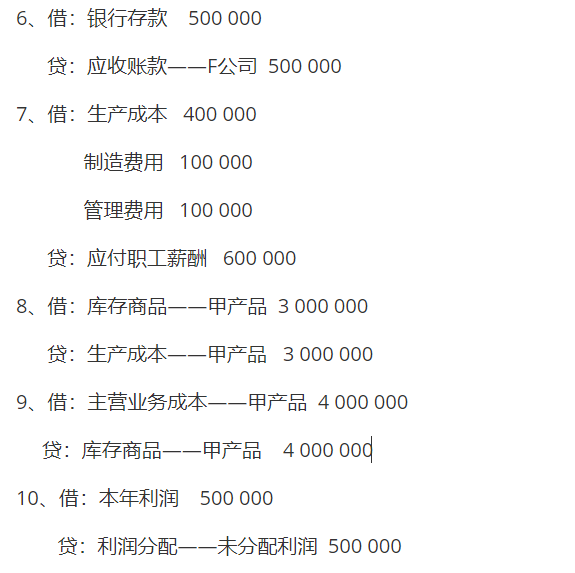 6、借：银行存款 500 000
贷：应收账款——F公司 500 000
7、借：生产成本 400 000
制造费用 100 000
管理费用 100 000
贷：应付职工薪酬 600 000
8、借：库存商品——甲产品 3 000 000
贷：生产成本——甲产品 3 000 000
9、借：主营业务成本——甲产品 4 000 000
贷：库存商品——甲产品 4 000 000
10、借：本年利润 500 000
贷：利润分配——未分配利润 500 000